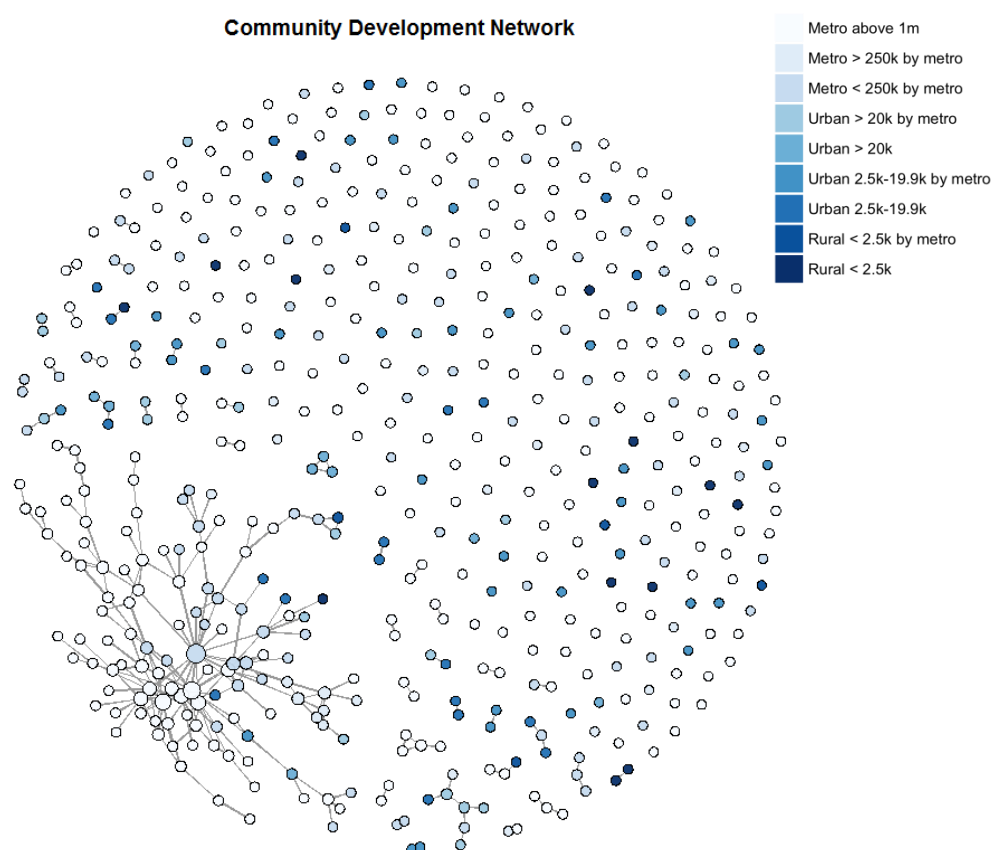 Community Development Network
Metro above 1m
Metro > 250k by metro
Metro < 250k by metro
Urban > 20k by metro
Urban > 20k
Urban 2.5k-19.9k by metro
Urban 2.5k-19.9k
Rural < 2.5k by metro
Rural < 2.5k